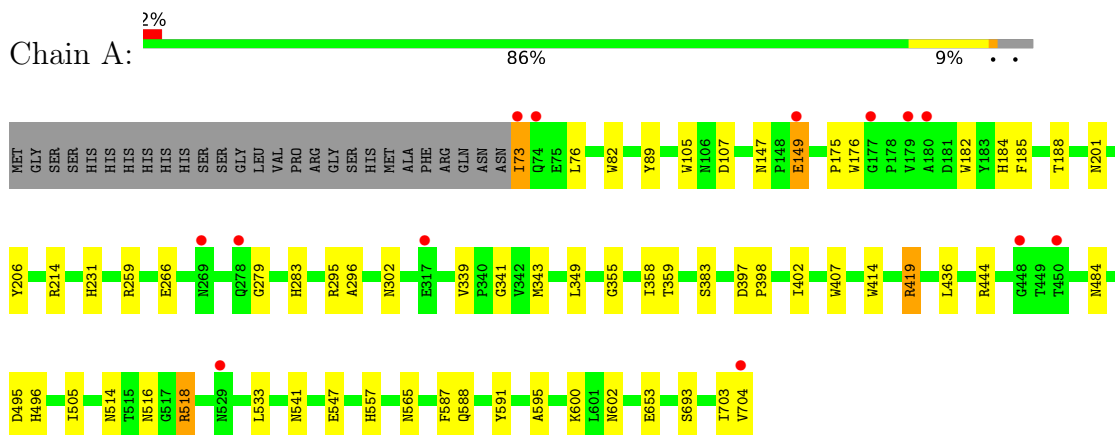 2%
Chain A:
86% 9% • •
MET GLY SER SER HIS HIS HIS HIS HIS HIS SER SER GLY LEU VAL PRO ARG GLY SER HIS MET ALA PHE ARG GLN ASN ASN I73 Q74 E75 L76 W82 Y89 W105 N106 D107 N147 P148 E149 P175 W176 G177 P178 V179 A180 D181 W182 Y183 H184 F185 T188 N201
Y206 R214 H231 R259 E266 N269 Q278 G279 H283 R295 A296 N302 E317 V339 P340 G341 V342 M343 L349 G355 I358 T359 S383 D397 P398 I402 W407 W414 R419 L436 R444 G448 T449 T450 N484
D495 H496 I505 N514 T515 N516 G517 R518 N529 L533 N541 E547 H557 N565 F587 Q588 Y591 A595 K600 L601 N602 E653 S693 I703 V704